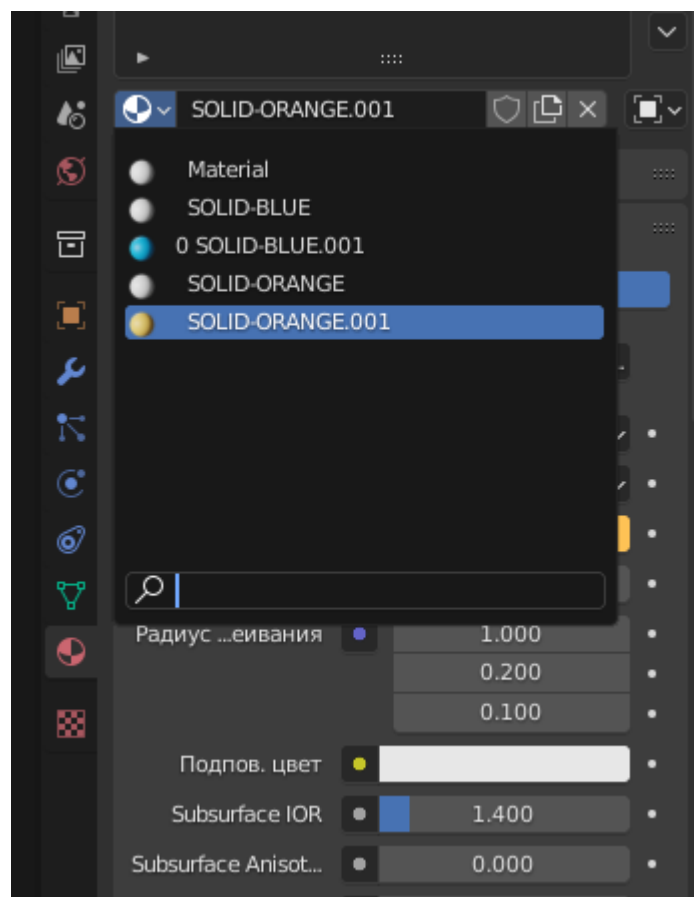 SOLID-ORANGE.001
Material
SOLID-BLUE
0 SOLID-BLUE.001
SOLID-ORANGE
SOLID-ORANGE.001
Радиус ...еивания 1.000
0.200
0.100
Подпов. цвет
Subsurface IOR 1.400
Subsurface Anisot... 0.000